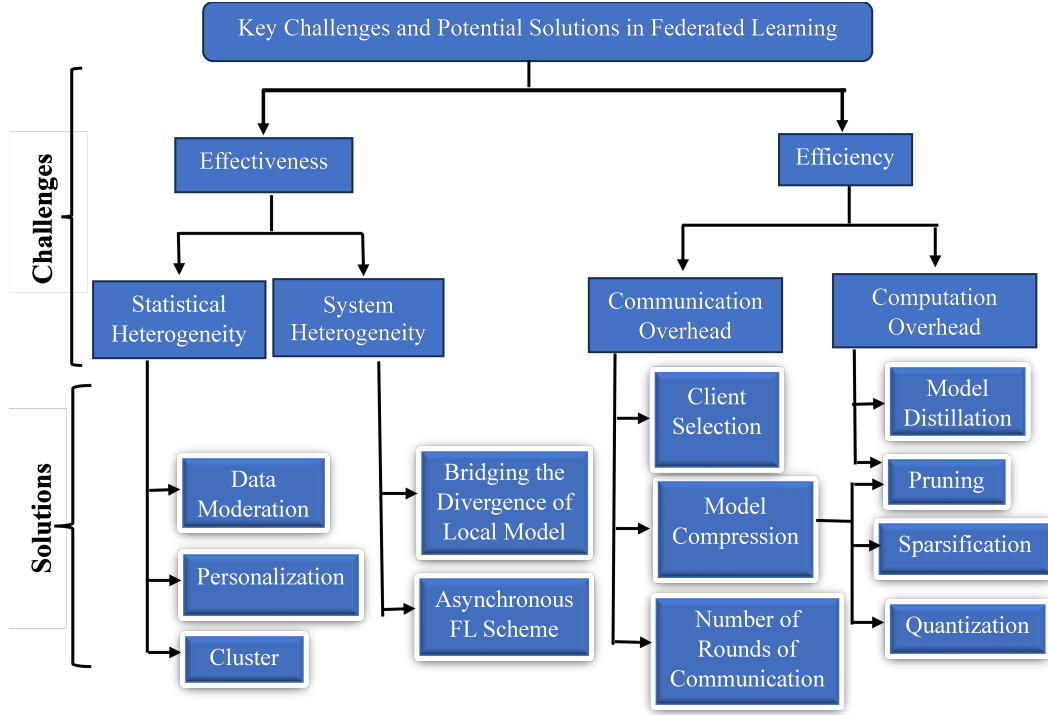 Key Challenges and Potential Solutions in Federated Learning
Challenges
Effectiveness
Efficiency
Statistical
Heterogeneity
System
Heterogeneity
Communication
Overhead
Computation
Overhead
Solutions
Data
Moderation
Personalization
Cluster
Bridging the
Divergence of
Local Model
Asynchronous
FL Scheme
Client
Selection
Model
Compression
Number of
Rounds of
Communication
Model
Distillation
Pruning
Sparsification
Quantization